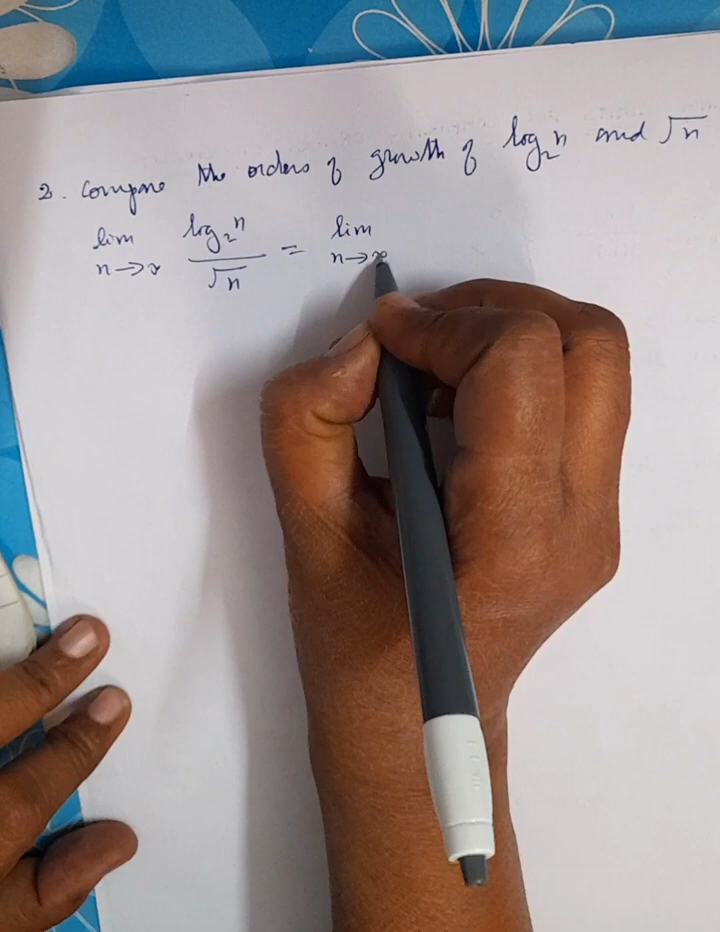 2. Compare the orders of growth of log₂n and √n
lim n→∞ log₂n / √n = lim n→∞